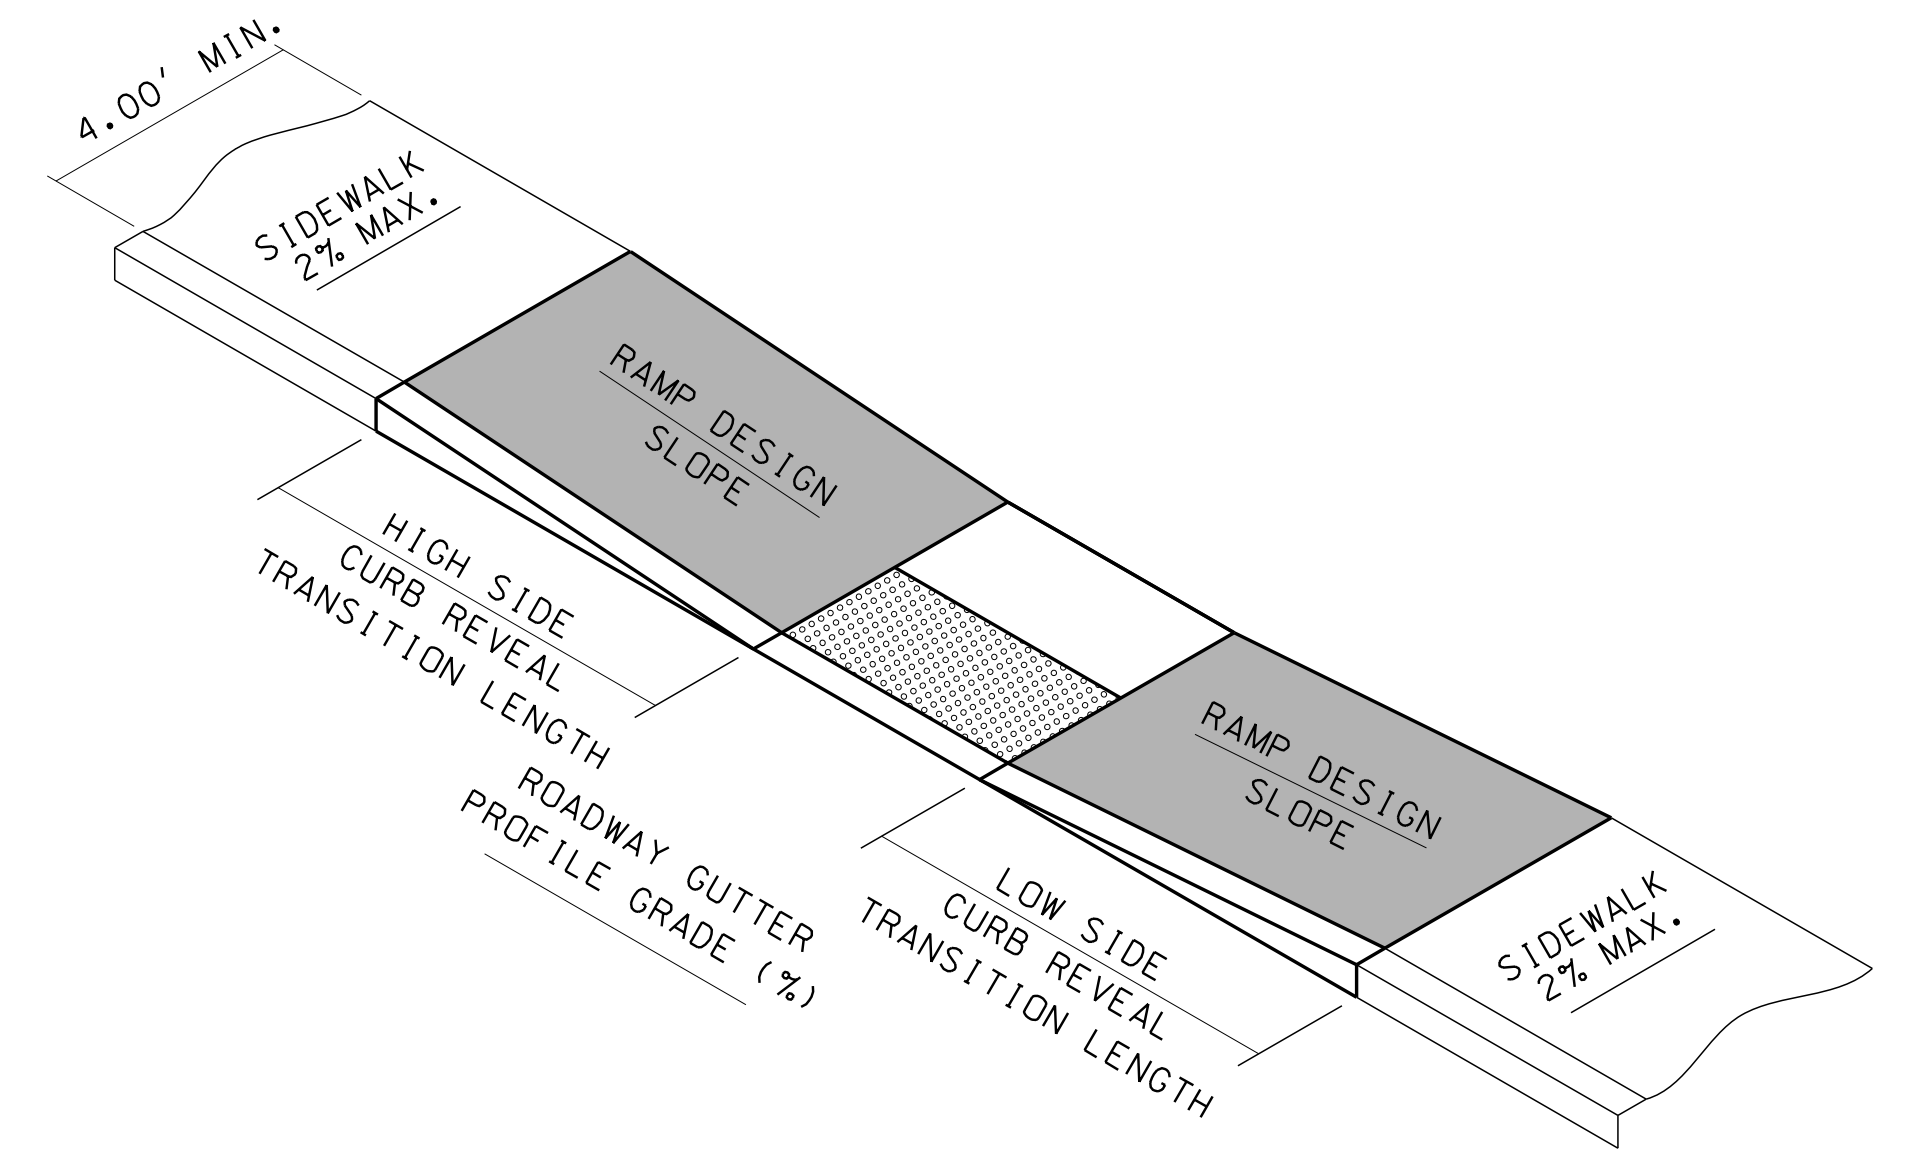 4.00' MIN.
SIDEWALK
2% MAX.
RAMP DESIGN
SLOPE
HIGH SIDE
CURB REVEAL
TRANSITION LENGTH
ROADWAY GUTTER
PROFILE GRADE (%)
RAMP DESIGN
SLOPE
LOW SIDE
CURB REVEAL
TRANSITION LENGTH
SIDEWALK
2% MAX.